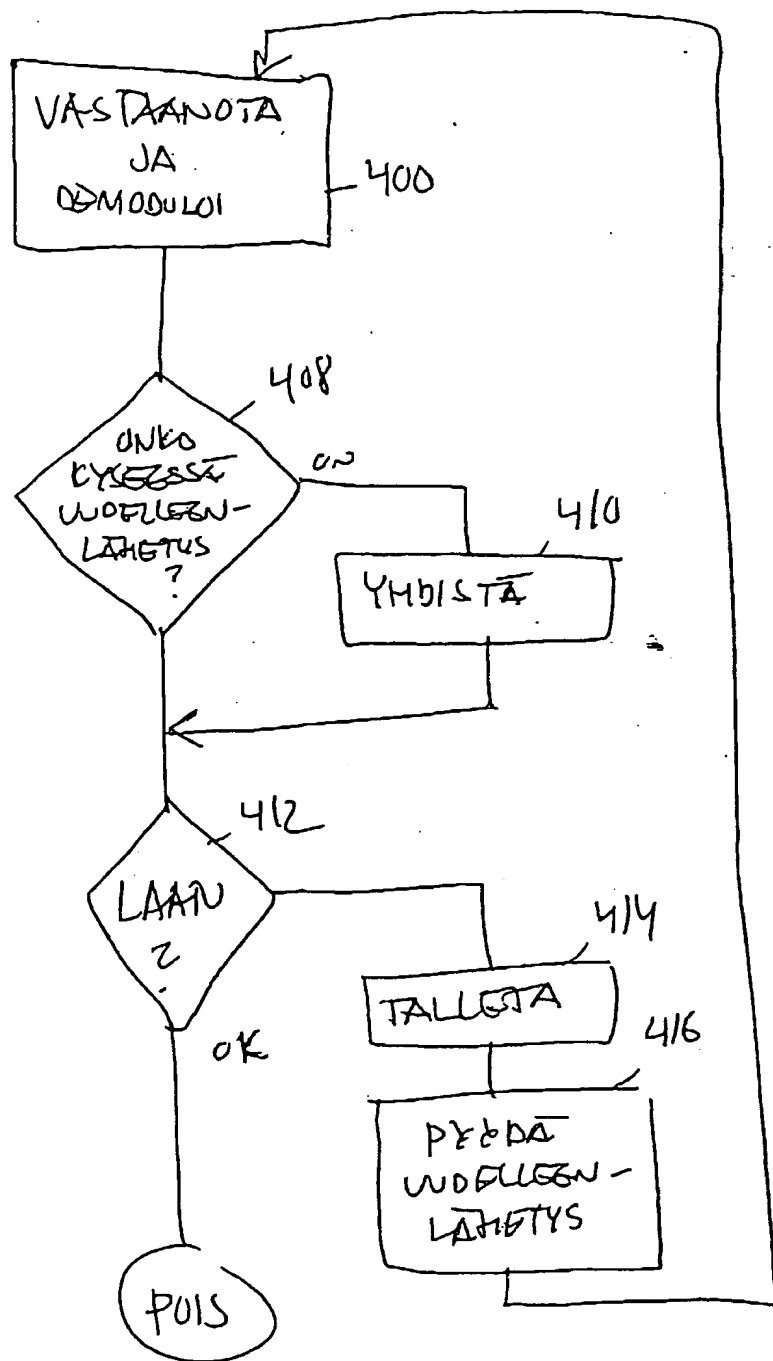 VASTAANOTA
JA
DEMODULOI
400
408
ONKO
KYSEESSÄ
UUDELLEEN-
LÄHETYS
?
ON
410
YHDISTÄ
412
LAAN
?
OK
414
TALLETA
416
PYYDÄ
UUDELLEEN-
LÄHETYS
POIS